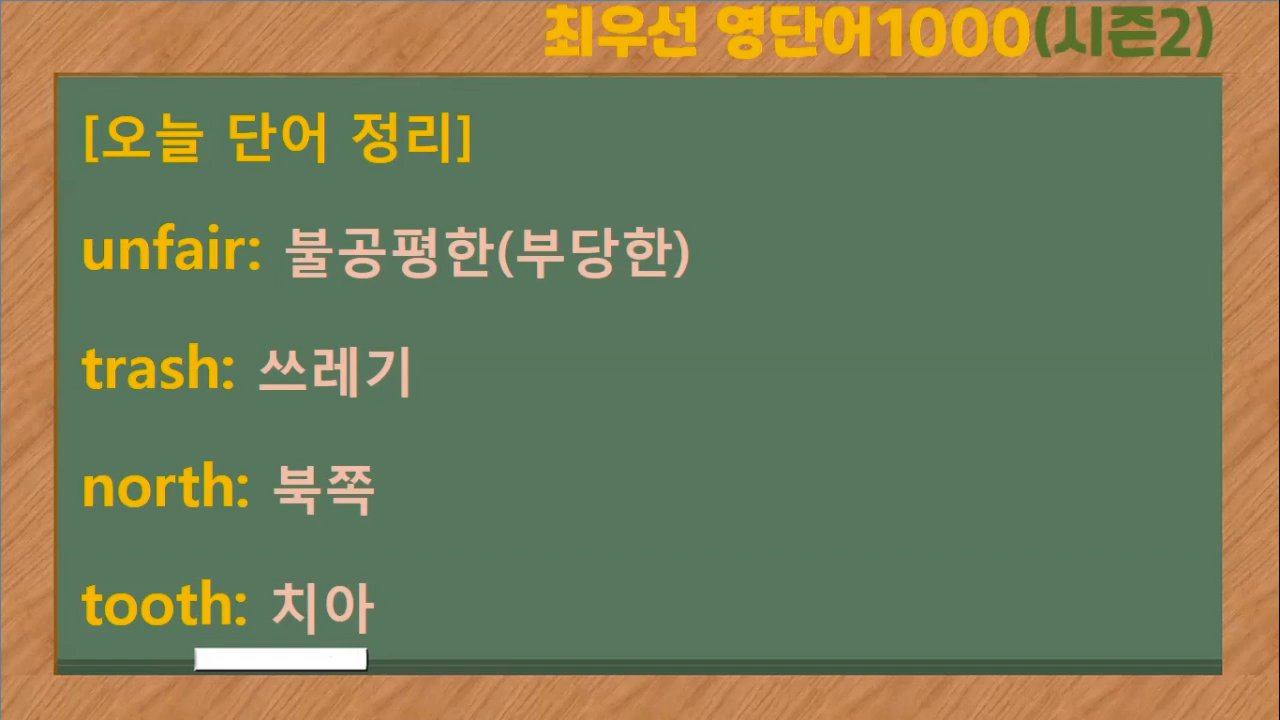 최우선 영단어1000(시즌2)
[오늘 단어 정리]
unfair: 불공평한(부당한)
trash: 쓰레기
north: 북쪽
tooth: 치아